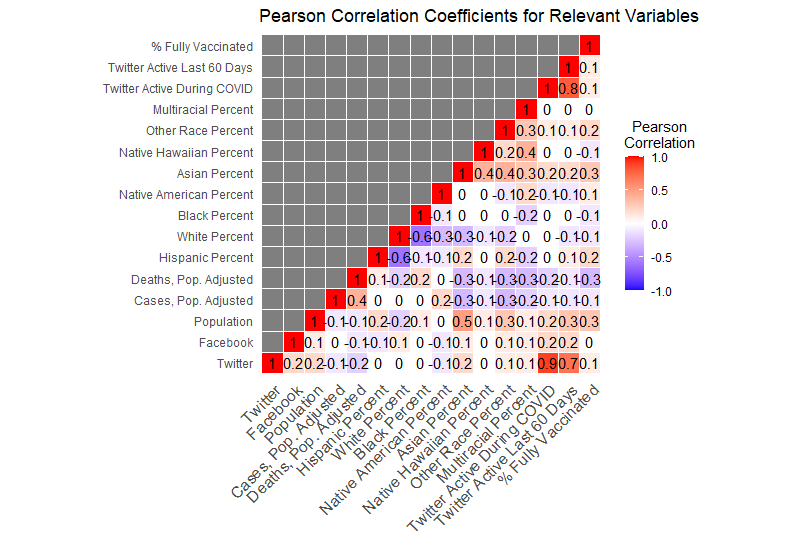 Pearson Correlation Coefficients for Relevant Variables
% Fully Vaccinated 1
Twitter Active Last 60 Days 1 0.1
Twitter Active During COVID 1 0.8 0.1
Multiracial Percent 1 0 0 0
Other Race Percent 1 0.3 0.1 0.1 0.2
Native Hawaiian Percent 1 0.2 0.4 0 0 -0.1
Asian Percent 1 0.4 0.4 0.3 0.2 0.2 0.3
Native American Percent 1 0 0 -0.1 0.2 -0.1 -0.1 0.1
Black Percent 1 -0.1 0 0 0 -0.2 0 0 -0.1
White Percent 1 -0.6 -0.3 -0.3 -0.1 -0.2 0 0 -0.1 -0.1
Hispanic Percent 1 -0.6 -0.1 -0.1 0.2 0 0.2 -0.2 0 0.1 0.2
Deaths, Pop. Adjusted 1 0.1 -0.2 0.2 0 -0.3 -0.1 -0.3 -0.3 -0.2 -0.1 -0.3
Cases, Pop. Adjusted 1 0.4 0 0 0 0.2 -0.3 -0.1 -0.3 -0.2 -0.1 -0.1 -0.1
Population 1 -0.1 -0.1 0.2 -0.2 0.1 0 0.5 0.1 0.3 0.1 0.2 0.3 0.3
Facebook 1 0.1 0 -0.1 -0.1 0.1 0 -0.1 0.1 0 0.1 0.1 0.2 0.2 0
Twitter 1 0.2 0.2 -0.1 -0.2 0 0 0 -0.1 0.2 0 0.1 0.1 0.9 0.7 0.1
Twitter
Facebook
Population
Cases, Pop. Adjusted
Deaths, Pop. Adjusted
Hispanic Percent
White Percent
Black Percent
Native American Percent
Asian Percent
Native Hawaiian Percent
Other Race Percent
Multiracial Percent
Twitter Active During COVID
Twitter Active Last 60 Days
% Fully Vaccinated
Pearson
Correlation
1.0
0.5
0.0
-0.5
-1.0